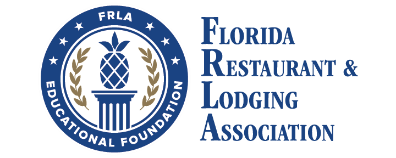 FRLA
EDUCATIONAL FOUNDATION
FLORIDA
RESTAURANT &
LODGING
ASSOCIATION